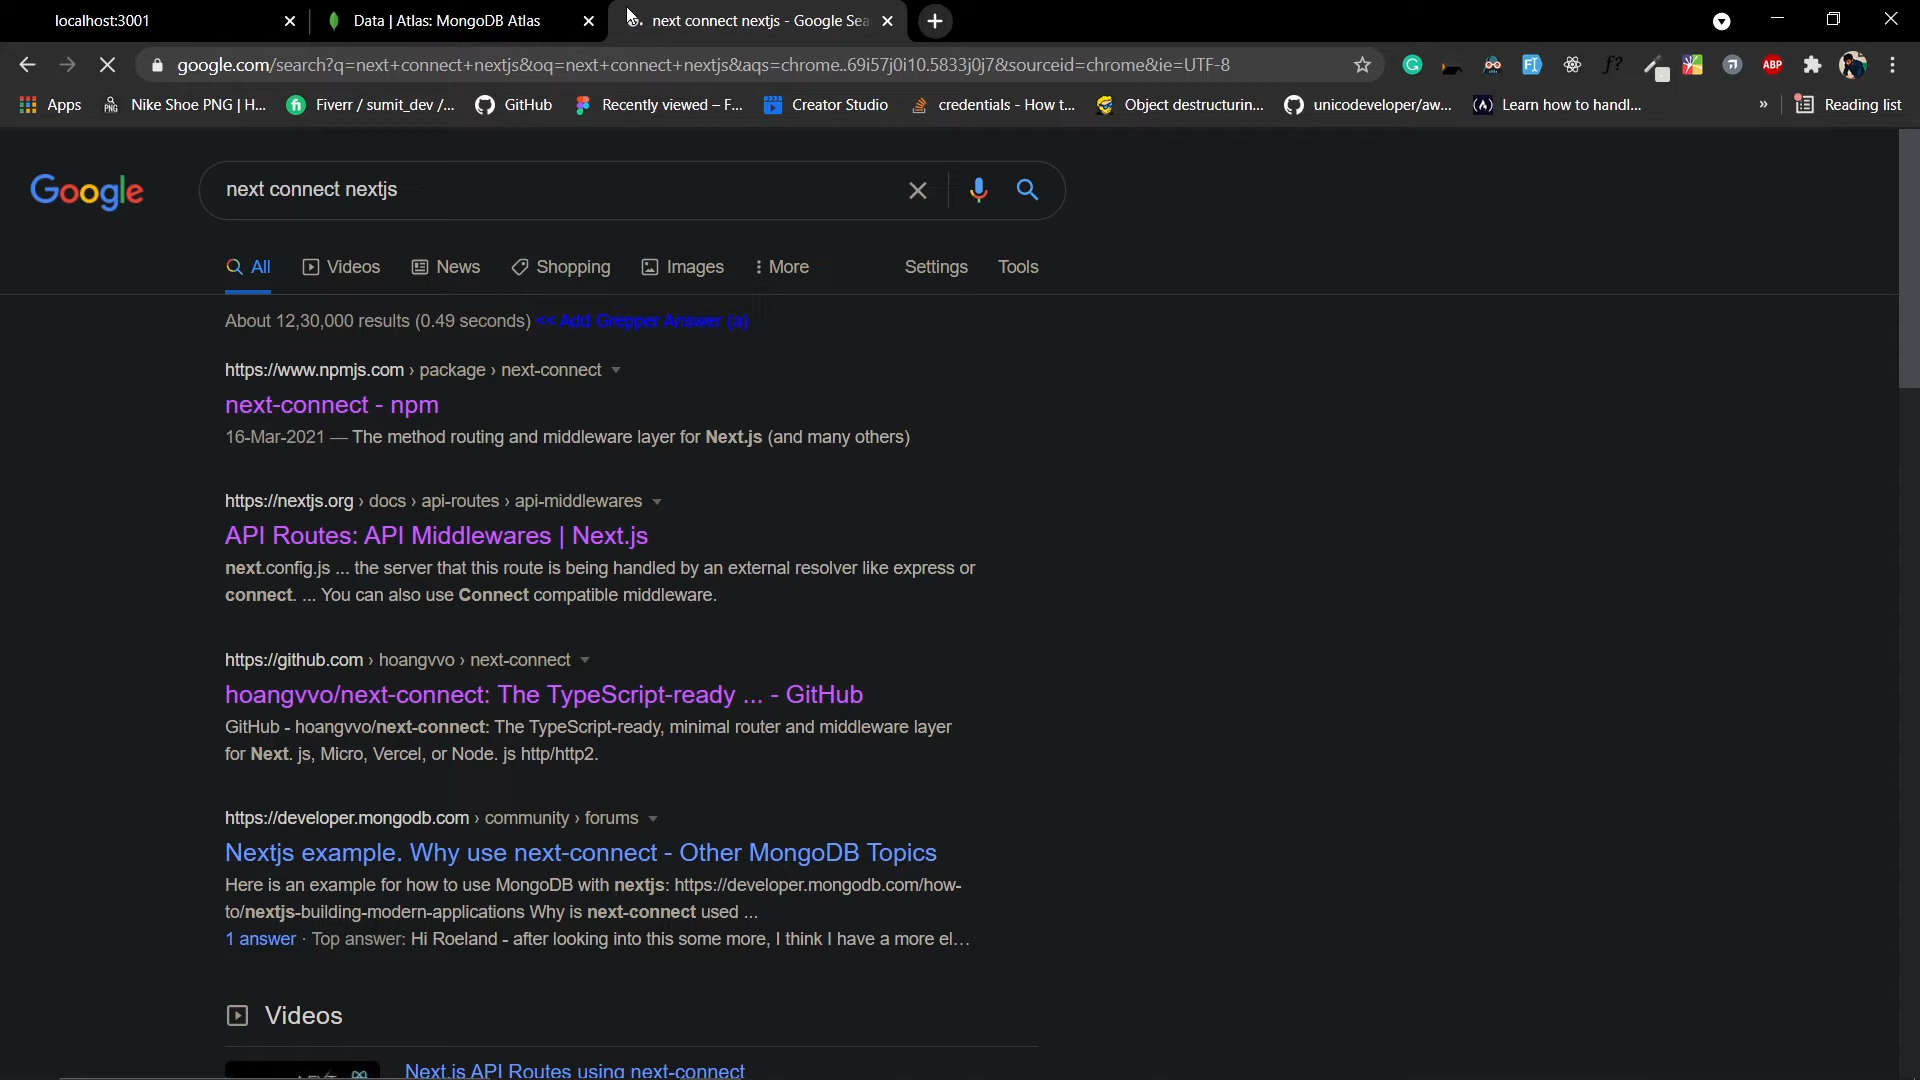 localhost:3001
Data | Atlas: MongoDB Atlas
next connect nextjs - Google Sea
google.com/search?q=next+connect+nextjs&oq=next+connect+nextjs&aqs=chrome..69i57j0i10.5833j0j7&sourceid=chrome&ie=UTF-8
Apps
Nike Shoe PNG | H...
Fiverr / sumit_dev /...
GitHub
Recently viewed – F...
Creator Studio
credentials - How t...
Object destructurin...
unicodeveloper/aw...
Learn how to handl...
»
Reading list
Google
next connect nextjs
All
Videos
News
Shopping
Images
More
Settings
Tools
About 12,30,000 results (0.49 seconds) << Add Grepper Answer (a)
https://www.npmjs.com › package › next-connect
next-connect - npm
16-Mar-2021 — The method routing and middleware layer for Next.js (and many others)
https://nextjs.org › docs › api-routes › api-middlewares
API Routes: API Middlewares | Next.js
next.config.js ... the server that this route is being handled by an external resolver like express or
connect. ... You can also use Connect compatible middleware.
https://github.com › hoangvvo › next-connect
hoangvvo/next-connect: The TypeScript-ready ... - GitHub
GitHub - hoangvvo/next-connect: The TypeScript-ready, minimal router and middleware layer
for Next. js, Micro, Vercel, or Node. js http/http2.
https://developer.mongodb.com › community › forums
Nextjs example. Why use next-connect - Other MongoDB Topics
Here is an example for how to use MongoDB with nextjs: https://developer.mongodb.com/how-
to/nextjs-building-modern-applications Why is next-connect used ...
1 answer · Top answer: Hi Roeland - after looking into this some more, I think I have a more el...
Videos
Next.js API Routes using next-connect